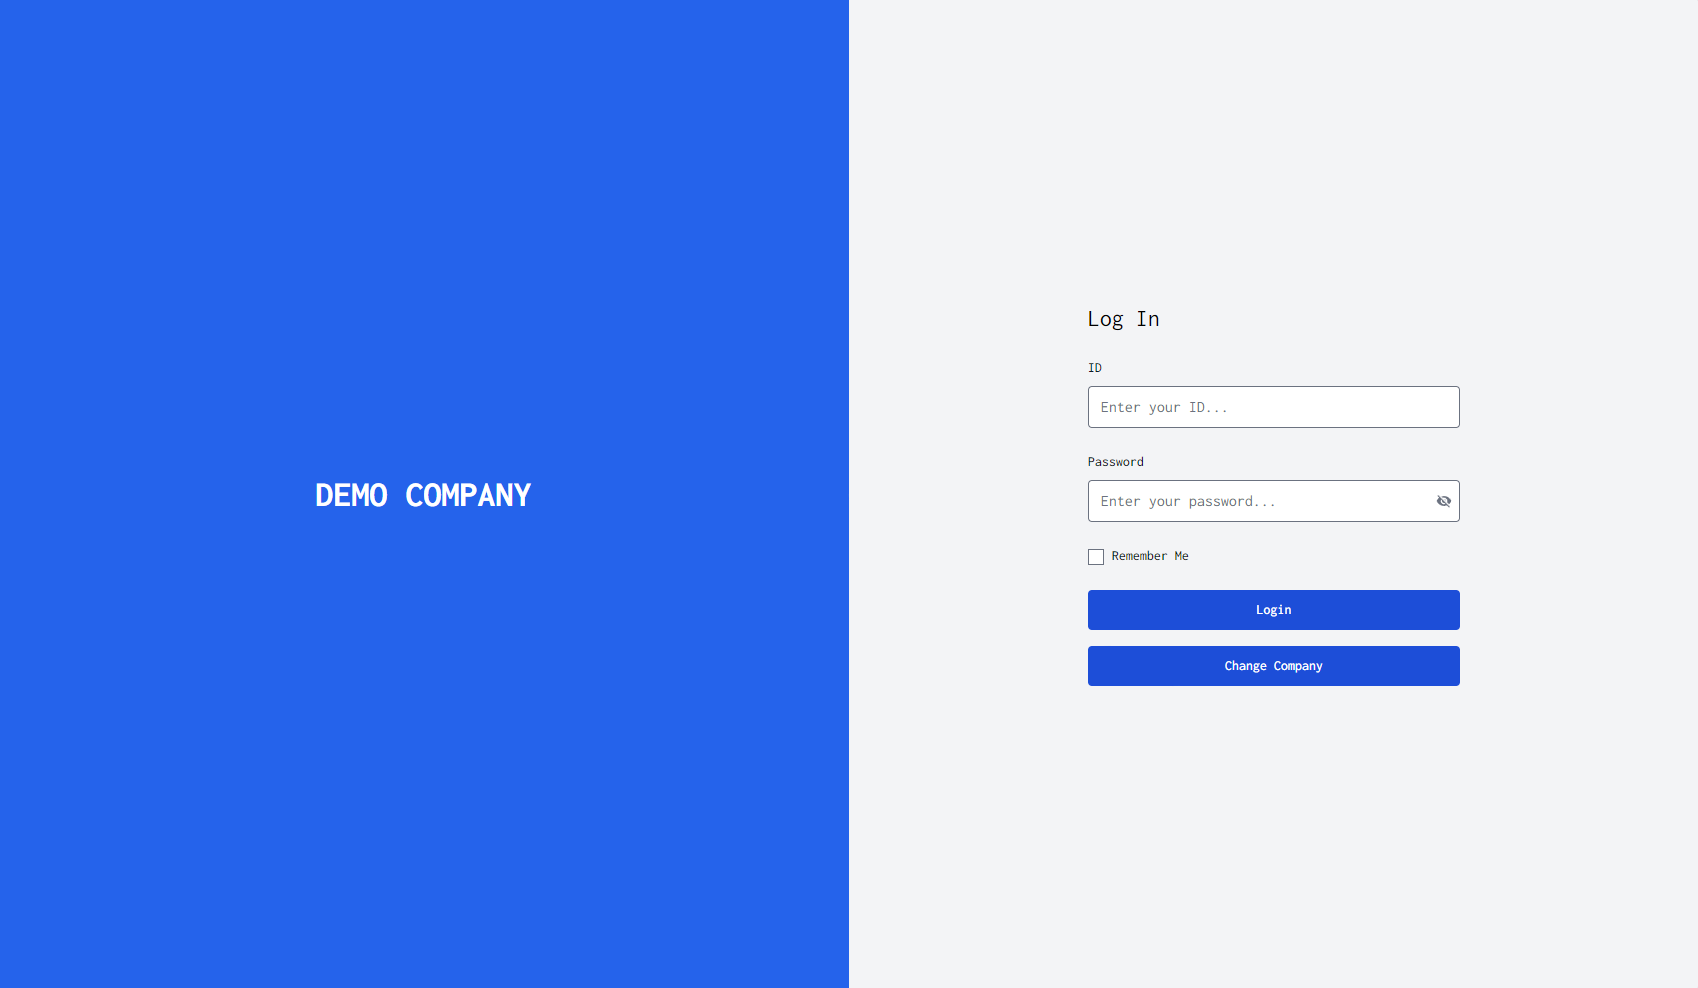 DEMO COMPANY
Log In
ID
Enter your ID...
Password
Enter your password...
Remember Me
Login
Change Company